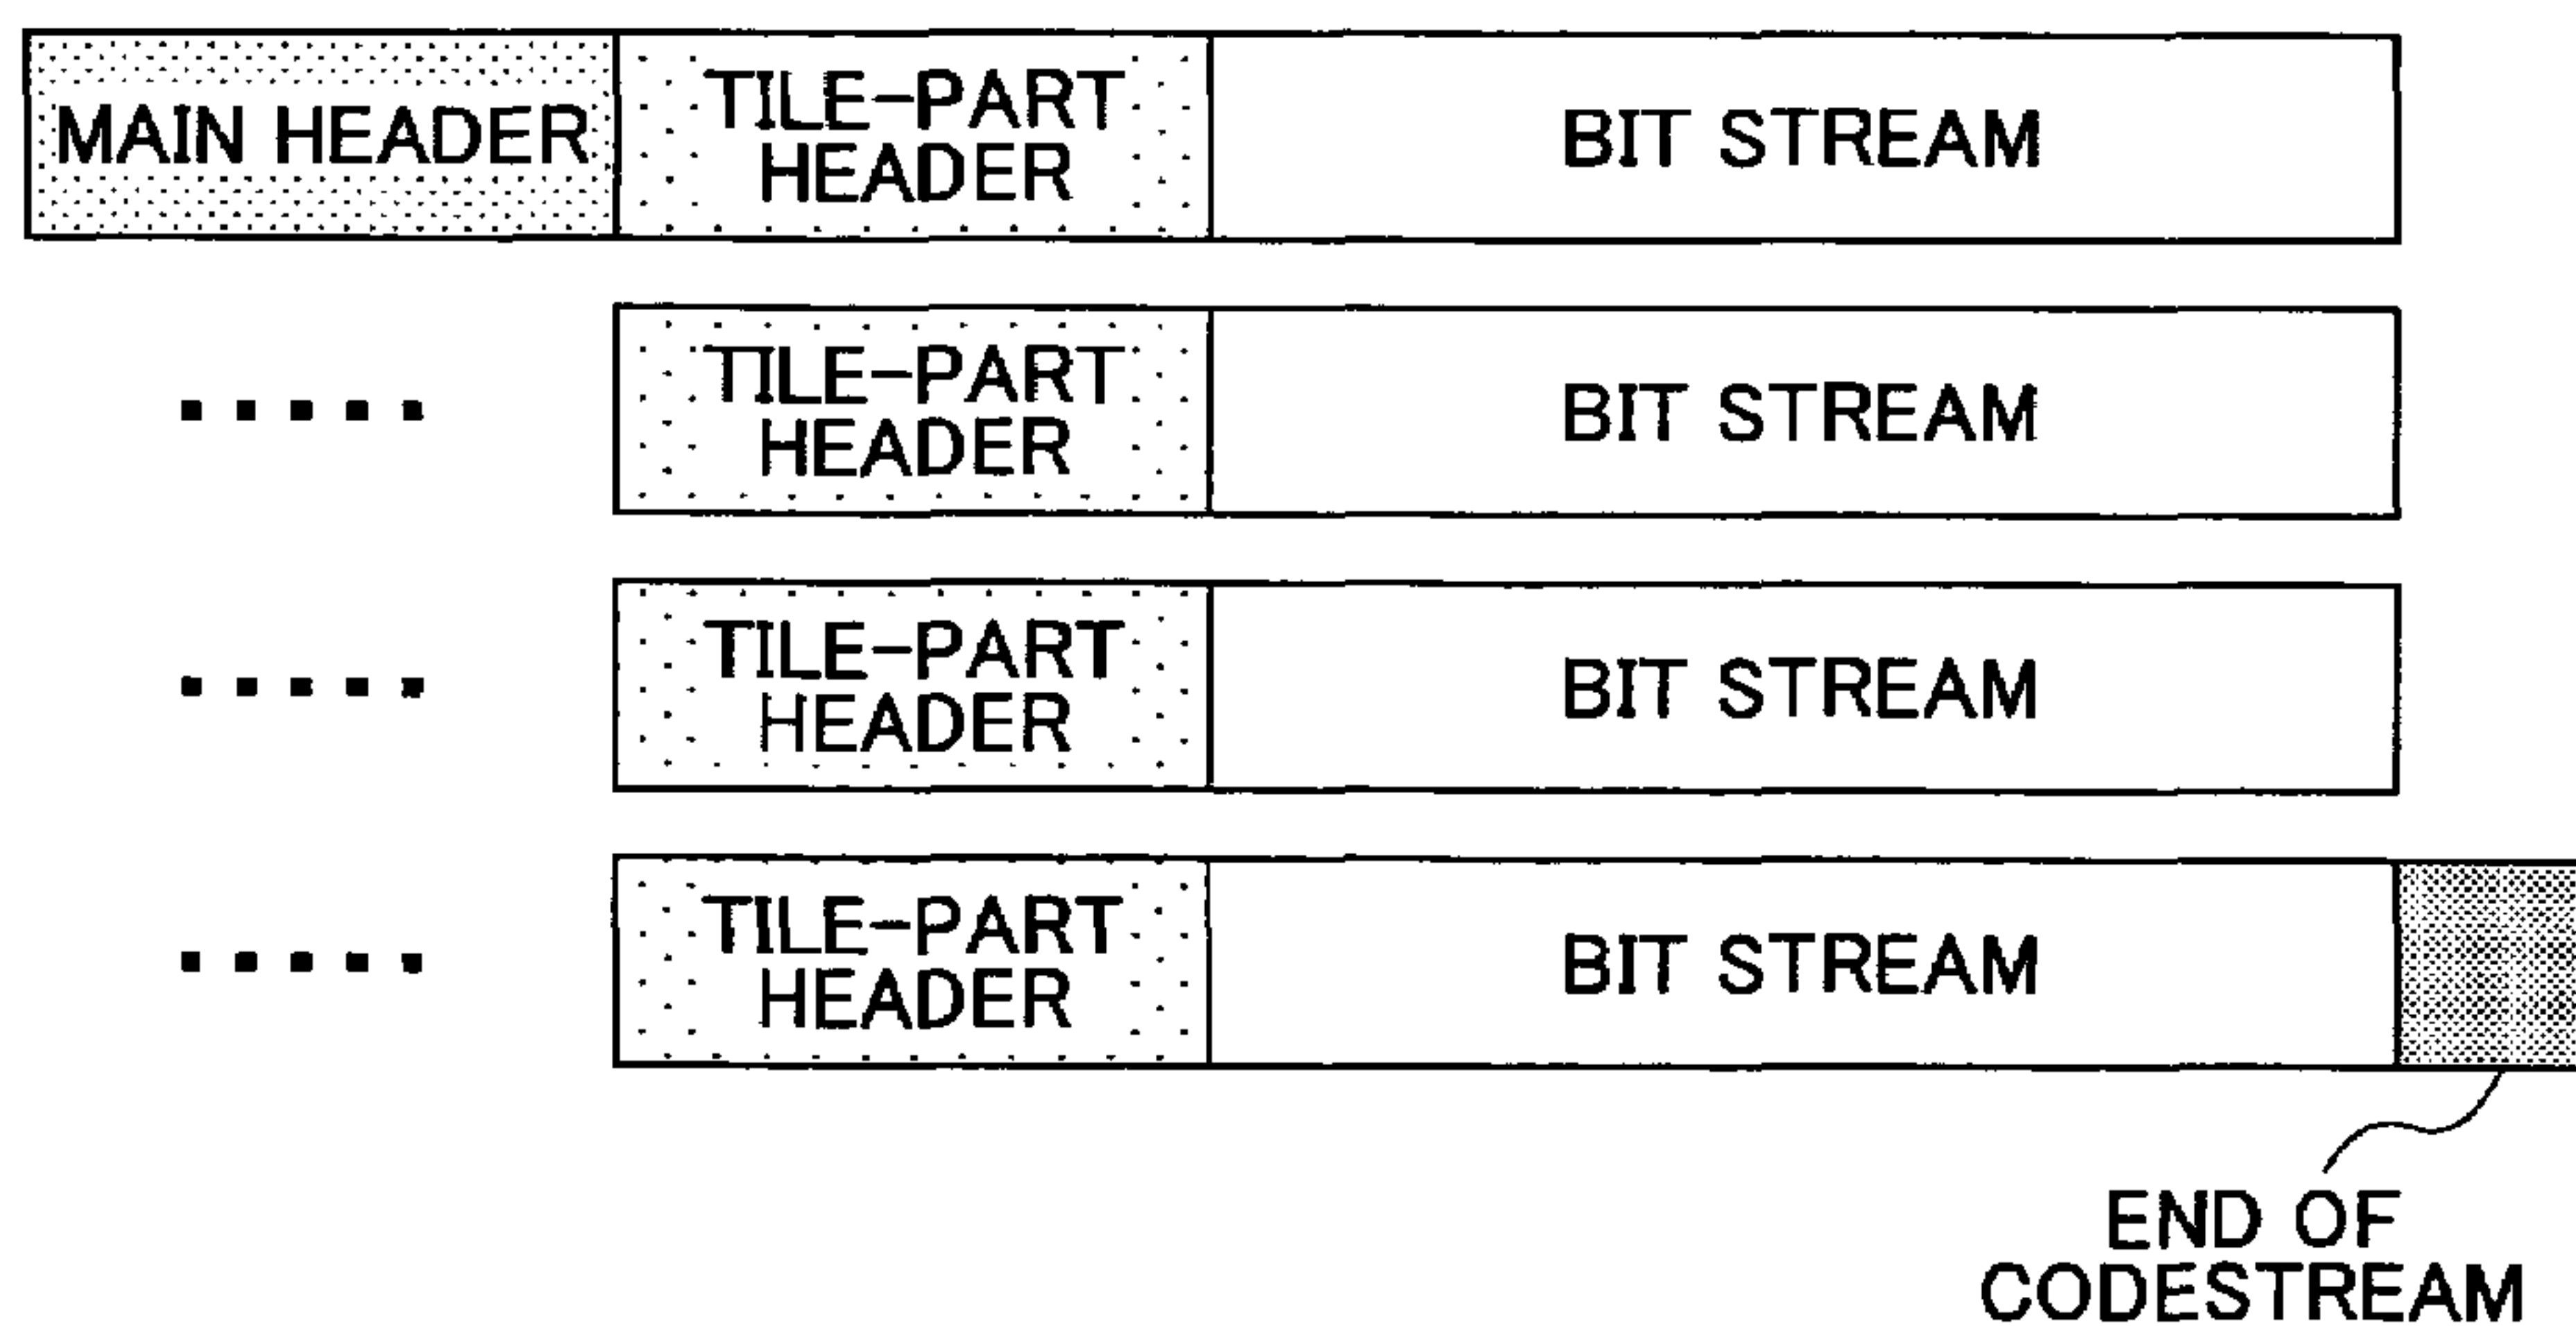 MAIN HEADER
TILE-PART
HEADER
BIT STREAM
TILE-PART
HEADER
BIT STREAM
TILE-PART
HEADER
BIT STREAM
TILE-PART
HEADER
BIT STREAM
END OF
CODESTREAM